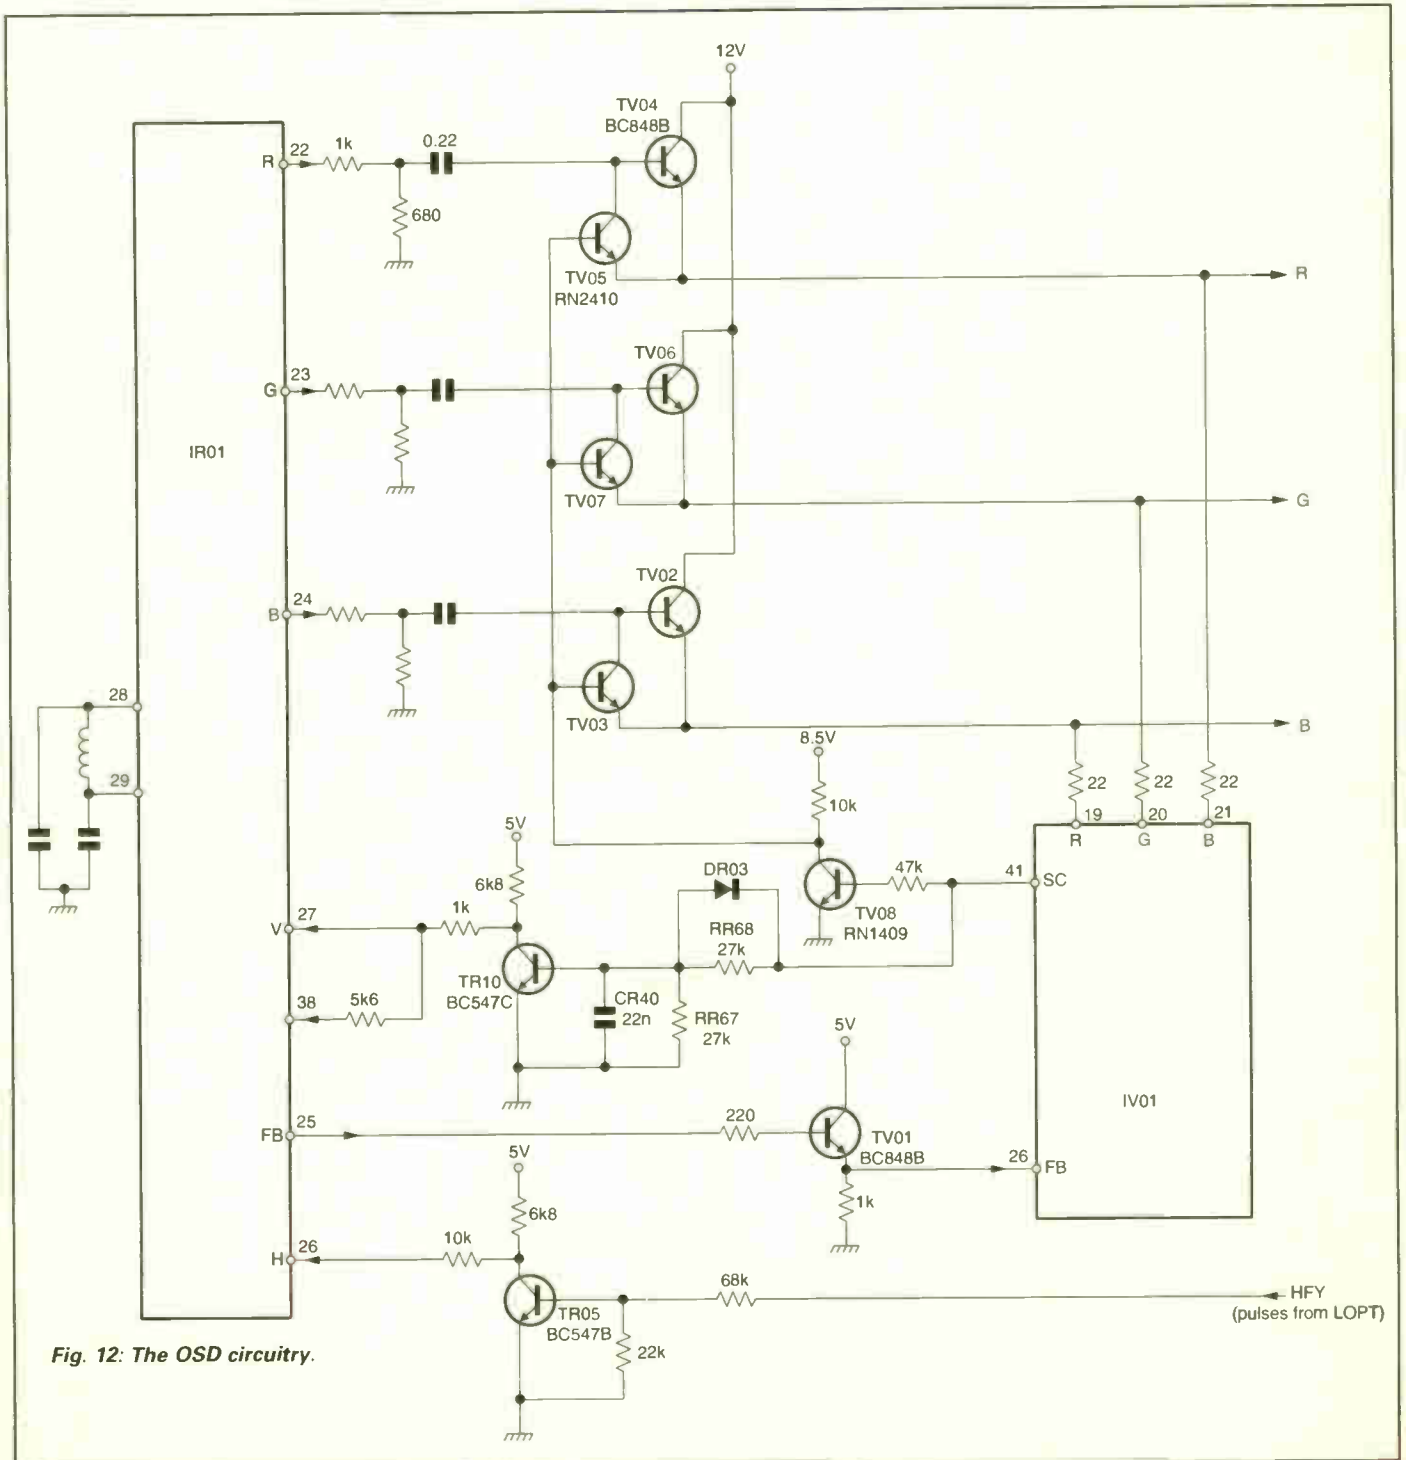 12V
TV04
BC848B
R
22
1k
0.22
680
TV05
RN2410
R
TV06
G
23
IR01
TV07
G
TV02
B
24
28
TV03
B
8.5V
29
10k
22
22
22
19
20
21
R
G
B
5V
6k8
DR03
47k
41
SC
V
27
1k
TV08
RN1409
RR68
27k
TR10
BC547C
38
5k6
CR40
22n
RR67
27k
5V
IV01
FB
25
220
TV01
BC848B
26
FB
5V
6k8
1k
H
26
10k
68k
HFY
(pulses from LOPT)
TR05
BC547B
22k
Fig. 12: The OSD circuitry.